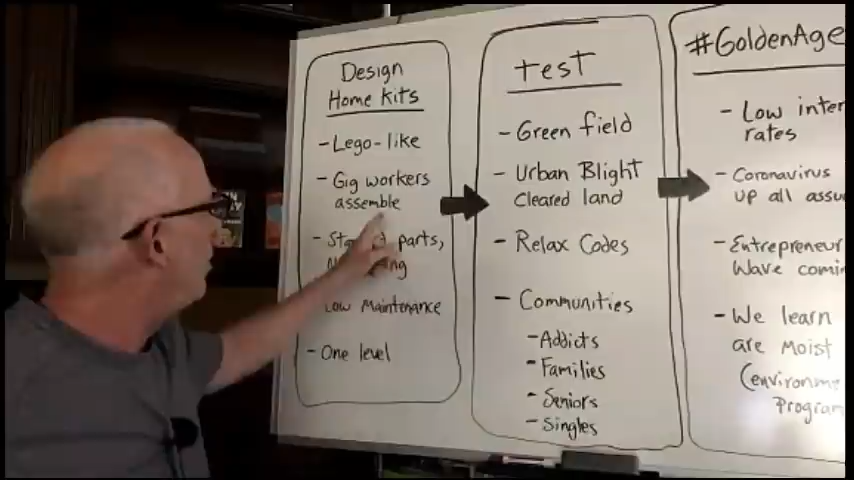 Design
Home Kits
- Lego-like
- Gig workers
assemble
- parts,
- Low Maintenance
- One level
test
- Green field
- Urban Blight
Cleared land
- Relax Codes
- Communities
- Addicts
- Families
- Seniors
- Singles
#GoldenAge
- Low inter
rates
- Coronavirus
up all assu
- Entrepreneur
Wave comin
- We learn
are Moist
(environme
Program